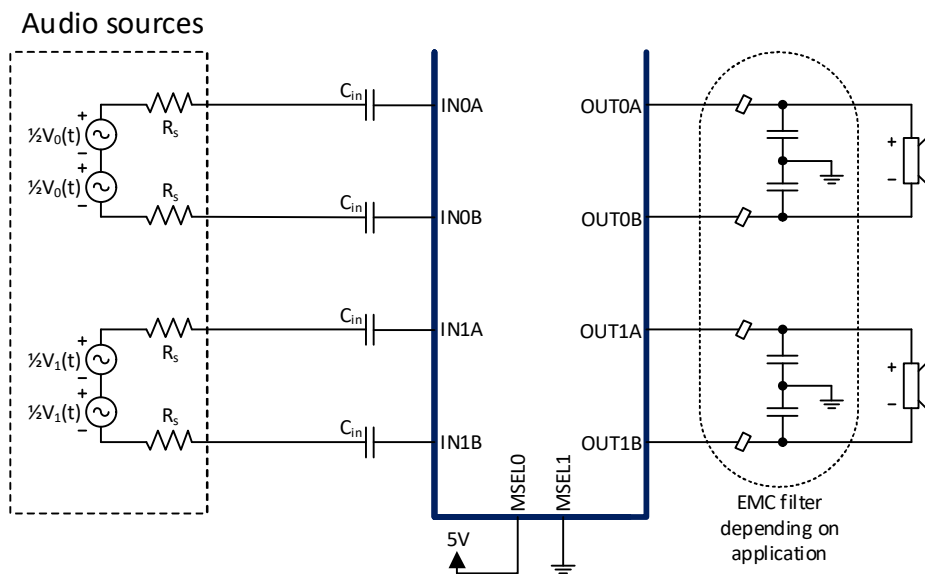 Audio sources
+
½V₀(t)
−
+
½V₀(t)
−
Rₛ
Rₛ
Cᵢₙ
Cᵢₙ
IN0A
IN0B
OUT0A
OUT0B
+
−
+
½V₁(t)
−
+
½V₁(t)
−
Rₛ
Rₛ
Cᵢₙ
Cᵢₙ
IN1A
IN1B
OUT1A
OUT1B
+
−
MSEL0
MSEL1
5V
EMC filter
depending on
application